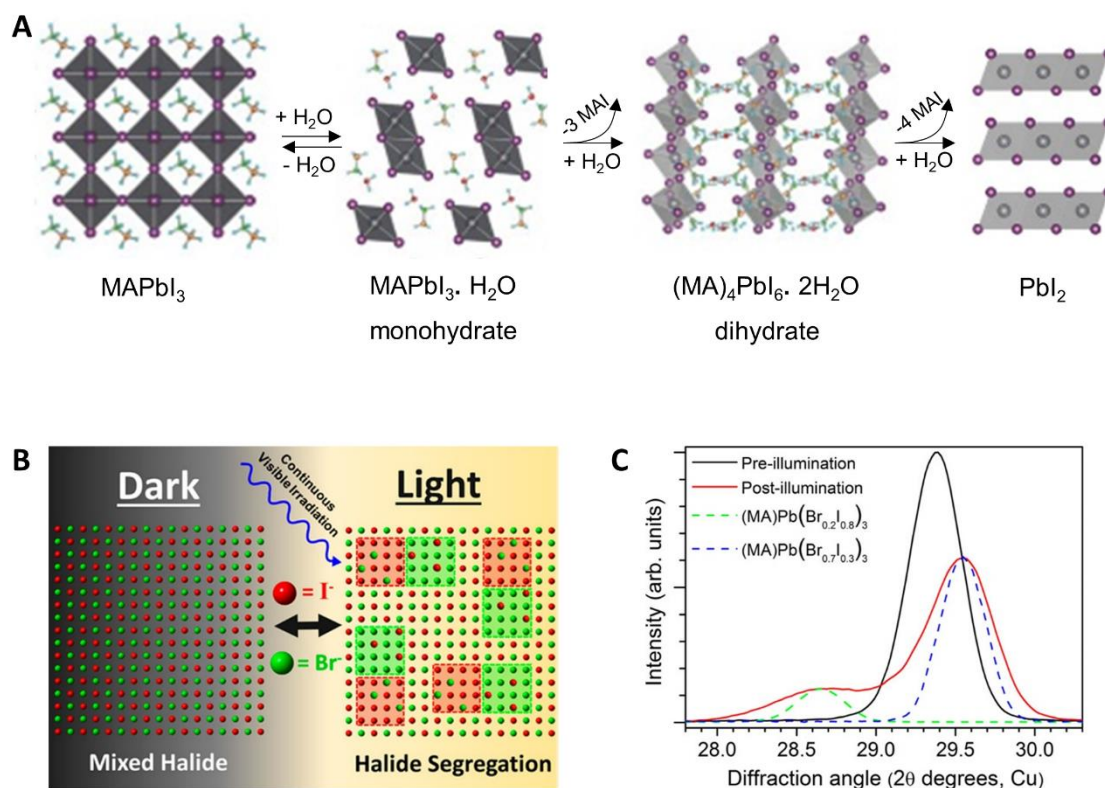 A
+ H₂O
- H₂O
-3 MAI
+ H₂O
-4 MAI
+ H₂O
MAPbI₃
MAPbI₃. H₂O
monohydrate
(MA)₄PbI₆. 2H₂O
dihydrate
PbI₂
B
Dark
Continuous
Visible Irradiation
Light
= I⁻
= Br⁻
Mixed Halide
Halide Segregation
C
Pre-illumination
Post-illumination
(MA)Pb(Br₀.₂I₀.₈)₃
(MA)Pb(Br₀.₇I₀.₃)₃
Intensity (arb. units)
28.0 28.5 29.0 29.5 30.0
Diffraction angle (2θ degrees, Cu)